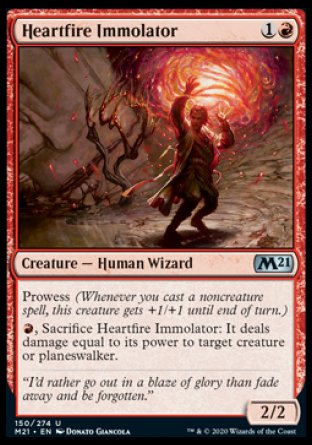 Heartfire Immolator 1
Creature — Human Wizard M21
Prowess (Whenever you cast a noncreature
spell, this creature gets +1/+1 until end of turn.)
, Sacrifice Heartfire Immolator: It deals
damage equal to its power to target creature
or planeswalker.
"I'd rather go out in a blaze of glory than fade
away and be forgotten."
2/2
150/274 U
M21 • EN Donato Giancola ™ & © 2020 Wizards of the Coast